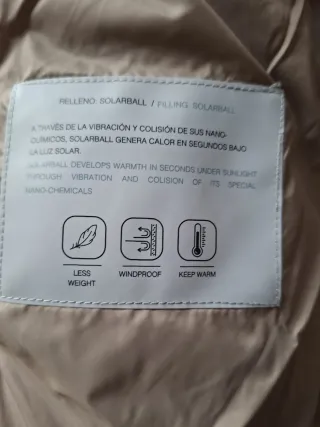 RELLENO: SOLARBALL / FILLING: SOLARBALL
A TRAVÉS DE LA VIBRACIÓN Y COLISIÓN DE SUS NANO-
QUÍMICOS, SOLARBALL GENERA CALOR EN SEGUNDOS BAJO
LA LUZ SOLAR.
SOLARBALL DEVELOPS WARMTH IN SECONDS UNDER SUNLIGHT
THROUGH VIBRATION AND COLISION OF ITS SPECIAL
NANO-CHEMICALS
LESS
WEIGHT
WINDPROOF
KEEP WARM